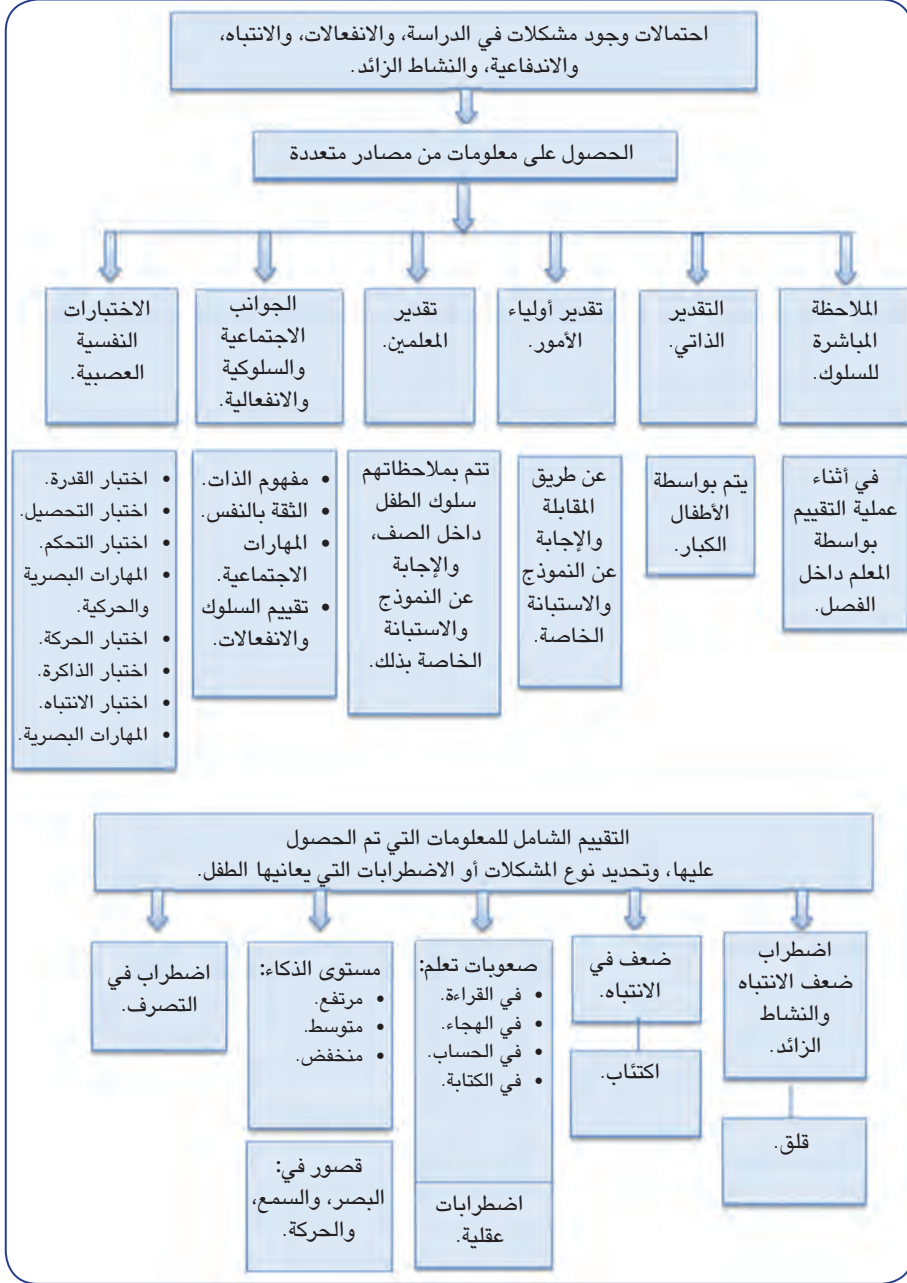 احتمالات وجود مشكلات في الدراسة، والانفعالات، والانتباه،
والاندفاعية، والنشاط الزائد.
الحصول على معلومات من مصادر متعددة
الملاحظة
المباشرة
للسلوك.
في أثناء
عملية التقييم
بواسطة
المعلم داخل
الفصل.
التقدير
الذاتي.
يتم بواسطة
الأطفال
الكبار.
تقدير أولياء
الأمور.
عن طريق
المقابلة
والإجابة
عن النموذج
والاستبانة
الخاصة.
تقدير
المعلمين.
تتم بملاحظاتهم
سلوك الطفل
داخل الصف،
والإجابة
عن النموذج
والاستبانة
الخاصة بذلك.
الجوانب
الاجتماعية
والسلوكية
والانفعالية.
• مفهوم الذات.
• الثقة بالنفس.
• المهارات
الاجتماعية.
• تقييم السلوك
والانفعالات.
الاختبارات
النفسية
العصبية.
• اختبار القدرة.
• اختبار التحصيل.
• اختبار التحكم.
• المهارات البصرية
والحركية.
• اختبار الحركة.
• اختبار الذاكرة.
• اختبار الانتباه.
• المهارات البصرية.
التقييم الشامل للمعلومات التي تم الحصول
عليها، وتحديد نوع المشكلات أو الاضطرابات التي يعانيها الطفل.
اضطراب
ضعف الانتباه
والنشاط
الزائد.
قلق.
ضعف في
الانتباه.
اكتئاب.
صعوبات تعلم:
• في القراءة.
• في الهجاء.
• في الحساب.
• في الكتابة.
اضطرابات
عقلية.
مستوى الذكاء:
• مرتفع.
• متوسط.
• منخفض.
قصور في:
البصر، والسمع،
والحركة.
اضطراب في
التصرف.